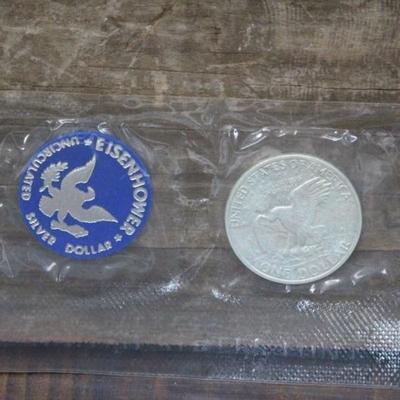 EISENHOWER
UNCIRCULATED SILVER DOLLAR
UNITED STATES OF AMERICA
ONE DOLLAR